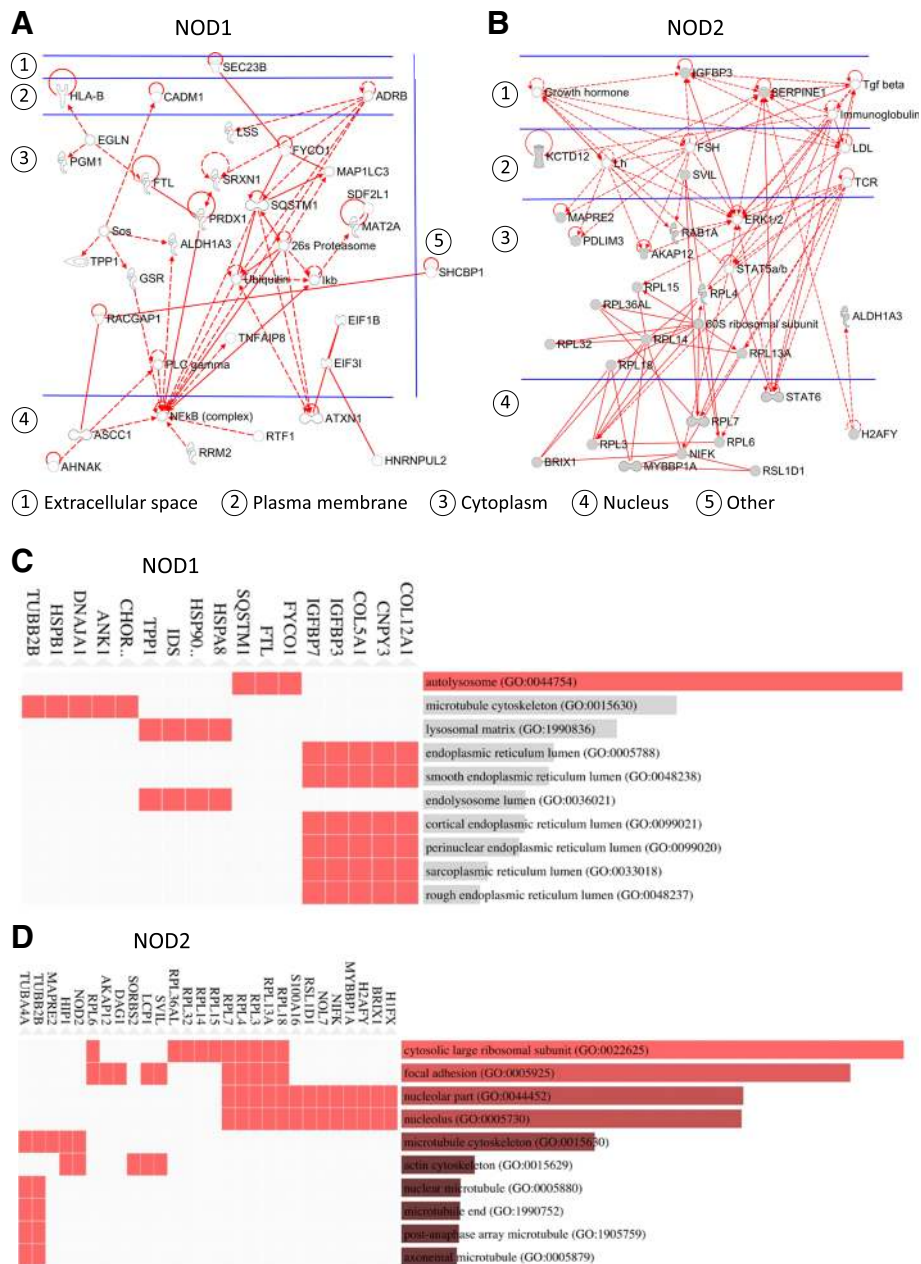 A
NOD1
1
2
3
4
5
SEC23B
HLA-B
CADM1
ADRB
EGLN
LSS
PGM1
FYCO1
FTL
SRXN1
MAP1LC3
SDF2L1
SQSTM1
PRDX1
MAT2A
Sos
ALDH1A3
26s Proteasome
TPP1
GSR
Ubiquitin
Ikb
SHCBP1
RACGAP1
EIF1B
TNFAIP8
PLC gamma
EIF3I
NFkB (complex)
ATXN1
ASCC1
RTF1
RRM2
AHNAK
HNRNPUL2
B
NOD2
1
2
3
4
IGFBP3
Growth hormone
SERPINE1
Tgf beta
Immunoglobulin
KCTD12
Lh
FSH
LDL
SVIL
TCR
MAPRE2
ERK1/2
PDLIM3
RAB1A
AKAP12
STAT5a/b
RPL15
RPL4
RPL36AL
60S ribosomal subunit
ALDH1A3
RPL32
RPL14
RPL13A
RPL18
STAT6
RPL7
RPL3
RPL6
H2AFY
NIFK
BRIX1
MYBBP1A
RSL1D1
1 Extracellular space 2 Plasma membrane 3 Cytoplasm 4 Nucleus 5 Other
C
NOD1
TUBB2B
HSPB1
DNAJA1
ANK1
CHOR..
TPP1
IDS
HSP90..
HSPA8
SQSTM1
FTL
FYCO1
IGFBP7
IGFBP3
COL5A1
CNPY3
COL12A1
autolysosome (GO:0044754)
microtubule cytoskeleton (GO:0015630)
lysosomal matrix (GO:1990836)
endoplasmic reticulum lumen (GO:0005788)
smooth endoplasmic reticulum lumen (GO:0048238)
endolysosome lumen (GO:0036021)
cortical endoplasmic reticulum lumen (GO:0099021)
perinuclear endoplasmic reticulum lumen (GO:0099020)
sarcoplasmic reticulum lumen (GO:0033018)
rough endoplasmic reticulum lumen (GO:0048237)
D
NOD2
TUBA4A
TUBB2B
MAPRE2
HIP1
NOD2
RPL6
AKAP12
DAG1
SORBS2
LCP1
SVIL
RPL36AL
RPL32
RPL14
RPL15
RPL7
RPL4
RPL3
RPL13A
RPL18
S100A16
RSL1D1
NOL7
NIFK
MYBBP1A
H2AFY
BRIX1
H1FX
cytosolic large ribosomal subunit (GO:0022625)
focal adhesion (GO:0005925)
nucleolar part (GO:0044452)
nucleolus (GO:0005730)
microtubule cytoskeleton (GO:0015630)
actin cytoskeleton (GO:0015629)
nuclear microtubule (GO:0005880)
microtubule end (GO:1990752)
post-anaphase array microtubule (GO:1905759)
axonemal microtubule (GO:0005879)